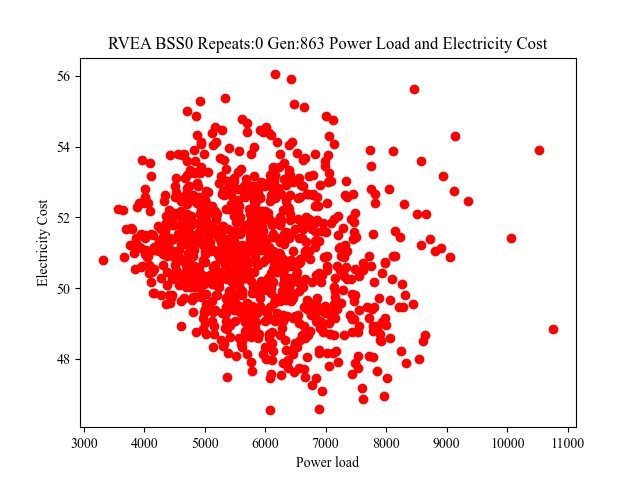 RVEA BSS0 Repeats:0 Gen:863 Power Load and Electricity Cost
56
54
52
50
48
Electricity Cost
3000 4000 5000 6000 7000 8000 9000 10000 11000
Power load